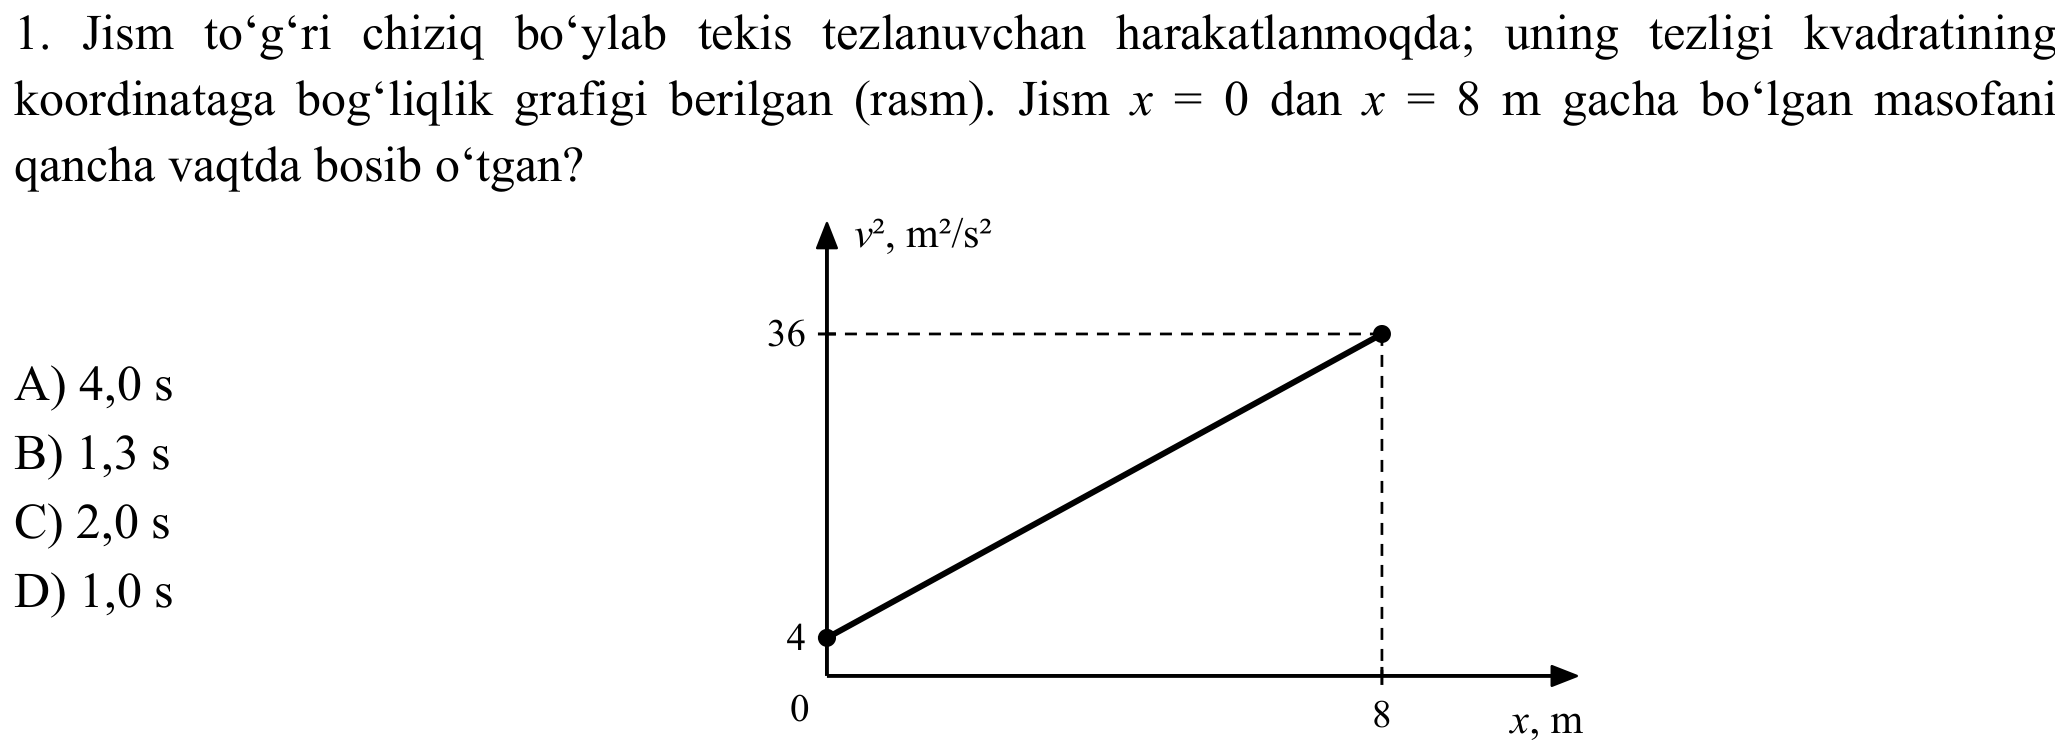 1. Jism to‘g‘ri chiziq bo‘ylab tekis tezlanuvchan harakatlanmoqda; uning tezligi kvadratining
koordinataga bog‘liqlik grafigi berilgan (rasm). Jism x = 0 dan x = 8 m gacha bo‘lgan masofani
qancha vaqtda bosib o‘tgan?
A) 4,0 s
B) 1,3 s
C) 2,0 s
D) 1,0 s
v², m²/s²
36
4
0
8
x, m